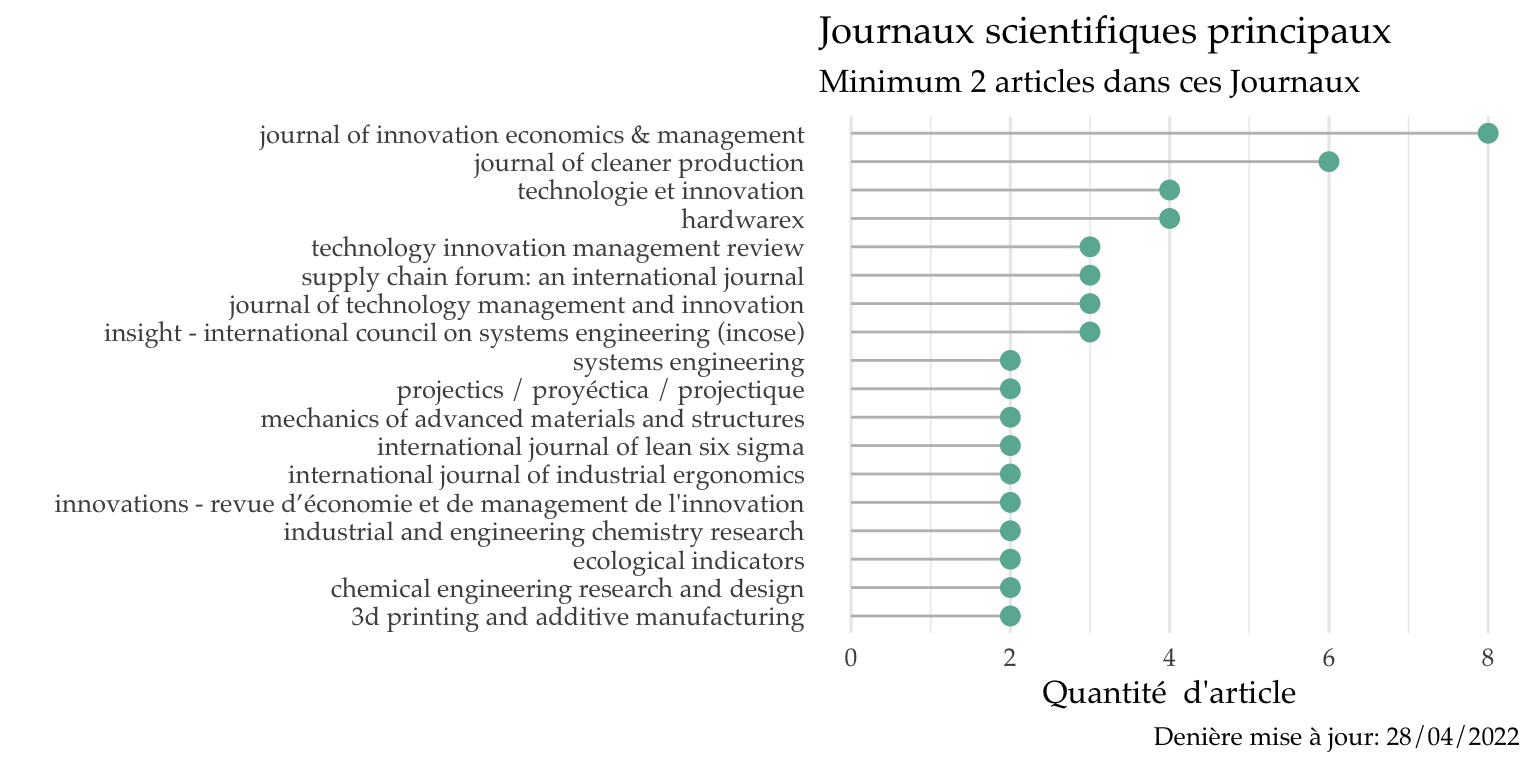 Journaux scientifiques principaux
Minimum 2 articles dans ces Journaux
journal of innovation economics & management
journal of cleaner production
technologie et innovation
hardwarex
technology innovation management review
supply chain forum: an international journal
journal of technology management and innovation
insight - international council on systems engineering (incose)
systems engineering
projectics / proyéctica / projectique
mechanics of advanced materials and structures
international journal of lean six sigma
international journal of industrial ergonomics
innovations - revue d’économie et de management de l'innovation
industrial and engineering chemistry research
ecological indicators
chemical engineering research and design
3d printing and additive manufacturing
0 2 4 6 8
Quantité  d'article
Denière mise à jour: 28/04/2022